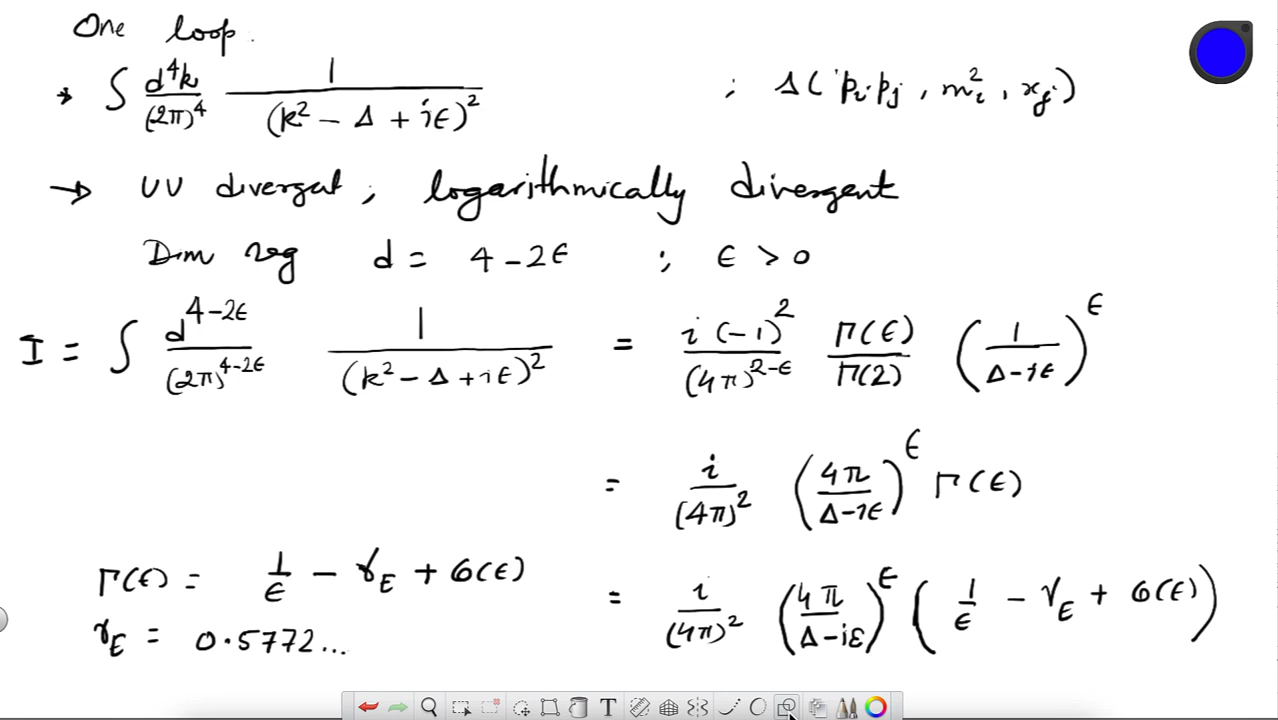 One loop.
→ ∫ d⁴k/(2π)⁴ 1/(k² − Δ + iϵ)² ; Δ(pᵢ·pⱼ, mᵢ², xⱼ)
→ UV divergent, logarithmically divergent
Dim reg d = 4 − 2ϵ ; ϵ > 0
I = ∫ d^{4−2ϵ}/(2π)^{4−2ϵ} 1/(k² − Δ + iϵ)² = i(−1)²/(4π)^{2−ϵ} Γ(ϵ)/Γ(2) (1/(Δ−iε))^ϵ
= i/(4π)² (4π/(Δ−iε))^ϵ Γ(ϵ)
Γ(ϵ) = 1/ϵ − γ_E + O(ϵ)
= i/(4π)² (4π/(Δ−iε))^ϵ (1/ϵ − γ_E + O(ϵ))
γ_E = 0.5772...
T